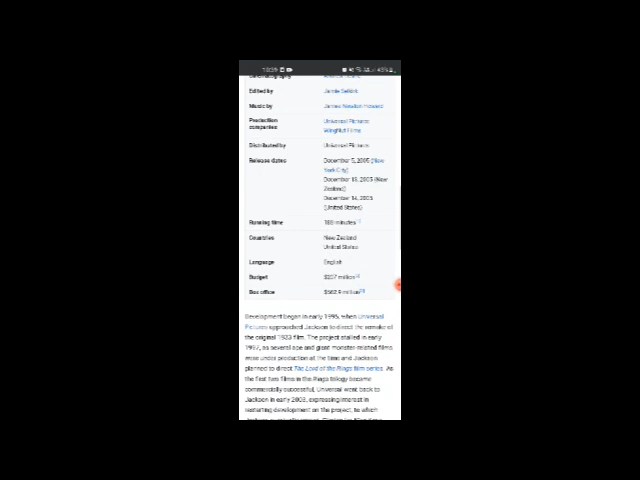 Edited by Jamie Selkirk
Music by James Newton Howard
Production companies Universal Pictures
WingNut Films
Distributed by Universal Pictures
Release dates December 5, 2005 (New
York City)
December 13, 2005 (New
Zealand)
December 14, 2005
(United States)
Running time 188 minutes
Countries New Zealand
United States
Language English
Budget $207 million
Box office $562.9 million
Development began in early 1995, when Universal
Pictures approached Jackson to direct the remake of
the original 1933 film. The project stalled in early
1997, as several ape and giant monster-related films
were under production at the time and Jackson
planned to direct The Lord of the Rings film series. As
the first two films in the Rings trilogy became
commercially successful, Universal went back to
Jackson in early 2003, expressing interest in
restarting development on the project, to which